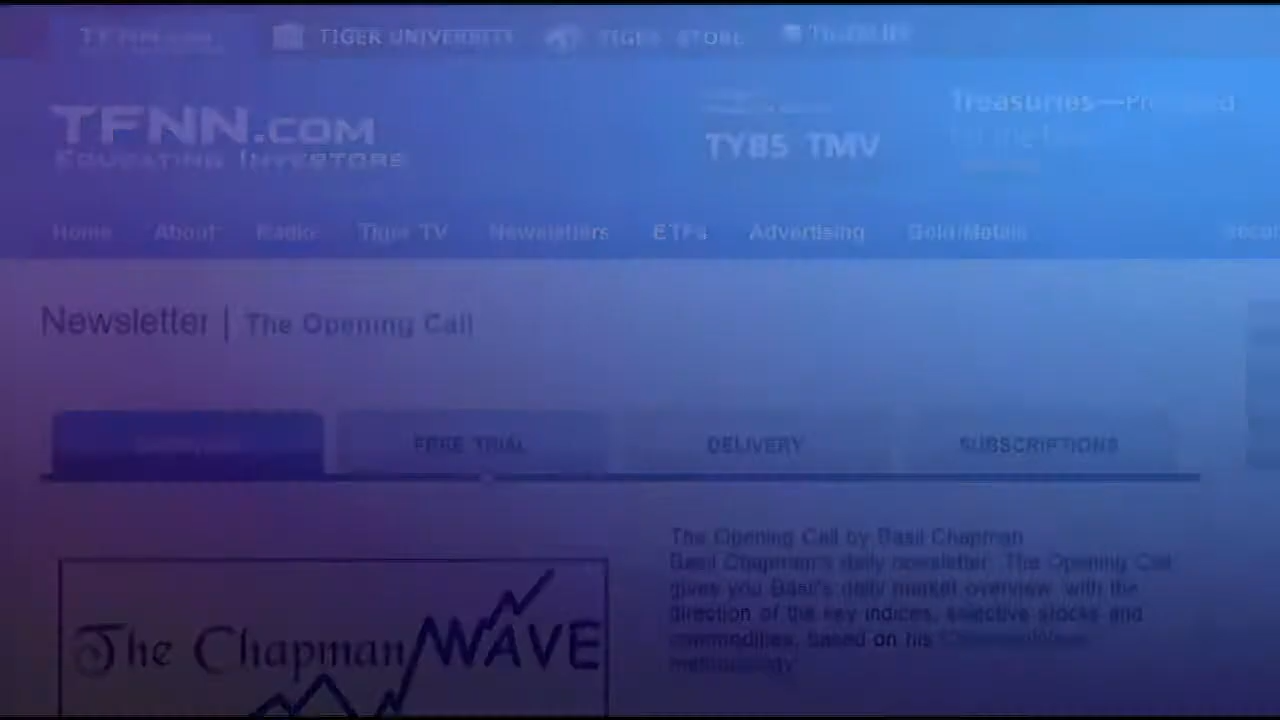 TFNN.COM
TIGER UNIVERSITY
TIGER STORE
TFNN.COM
EDUCATING INVESTORS
TYBS TMV
Treasuries—
Home About Radio Tiger TV Newsletters ETFs Advertising Gold/Metals
Newsletter | The Opening Call
FREE TRIAL
DELIVERY
SUBSCRIPTIONS
The Opening Call by Basil Chapman
Basil Chapman's daily newsletter, The Opening Call
gives you Basil's daily market overview, with the
direction of the key indices, selective stocks and
commodities, based on his
methodology.
The Chapman WAVE